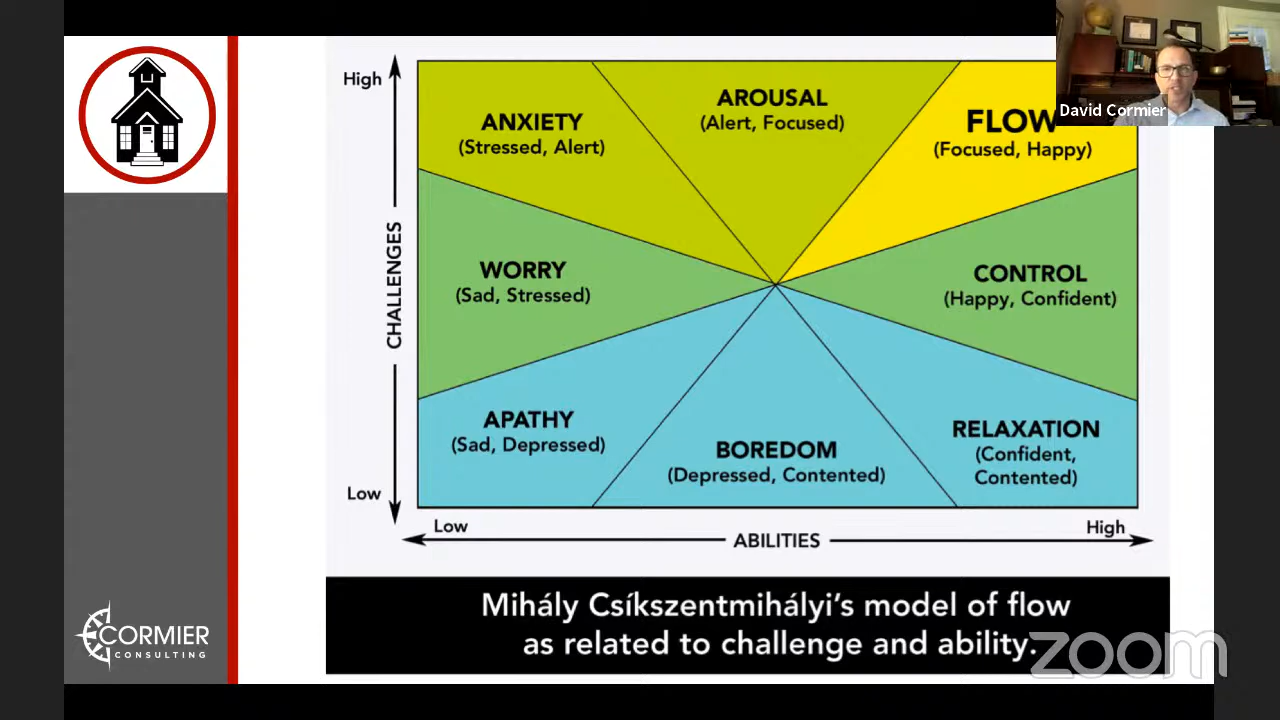 David Cormier
High
ANXIETY
(Stressed, Alert)
AROUSAL
(Alert, Focused)
FLOW
(Focused, Happy)
CHALLENGES
WORRY
(Sad, Stressed)
CONTROL
(Happy, Confident)
APATHY
(Sad, Depressed)
BOREDOM
(Depressed, Contented)
RELAXATION
(Confident,
Contented)
Low
Low
High
ABILITIES
Mihály Csíkszentmihályi's model of flow
as related to challenge and ability.
CORMIER
CONSULTING
zoom